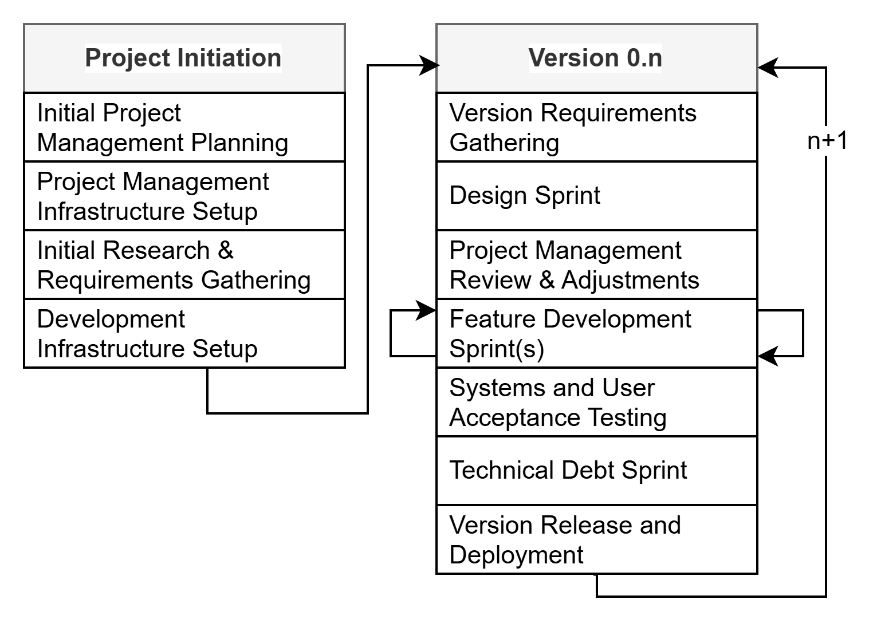 Project Initiation
Initial Project
Management Planning
Project Management
Infrastructure Setup
Initial Research &
Requirements Gathering
Development
Infrastructure Setup
Version 0.n
Version Requirements
Gathering
Design Sprint
Project Management
Review & Adjustments
Feature Development
Sprint(s)
Systems and User
Acceptance Testing
Technical Debt Sprint
Version Release and
Deployment
n+1